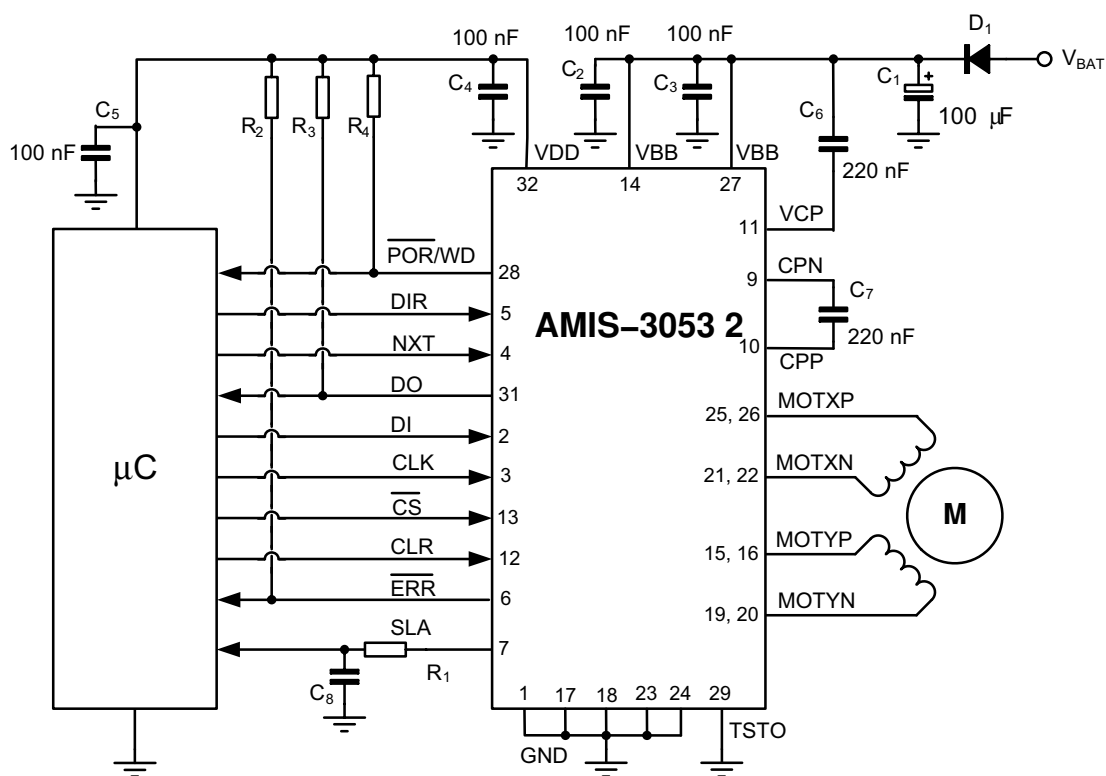 100 nF 100 nF 100 nF D1
C5 C4 C2 C3 C6 C1 + VBAT
100 nF R2 R3 R4 100 µF
VDD VBB VBB 220 nF
32 14 27
11 VCP
POR/WD 28 9 CPN
DIR 5 C7
AMIS−3053 2
NXT 4 10 220 nF
CPP
DO 31
25, 26 MOTXP
DI 2
µC CLK 3 21, 22 MOTXN
CS 13 M
CLR 12 15, 16 MOTYP
ERR 6 19, 20 MOTYN
SLA 7
R1
C8 1 17 18 23 24 29
GND TSTO